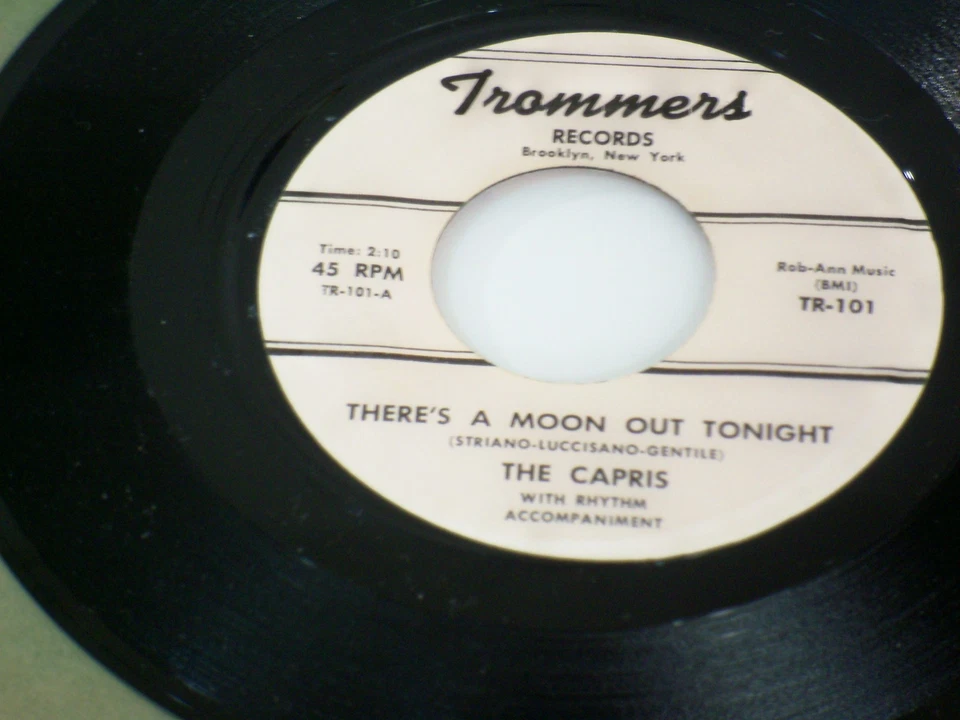 Trommers
RECORDS
Brooklyn, New York
Time: 2:10
45 RPM
TR-101-A
Rob-Ann Music
(BMI)
TR-101
THERE'S A MOON OUT TONIGHT
(STRIANO-LUCCISANO-GENTILE)
THE CAPRIS
WITH RHYTHM
ACCOMPANIMENT